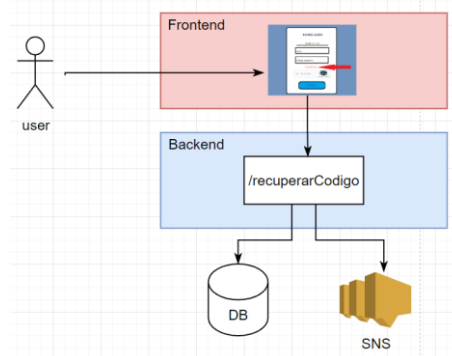 Frontend
user
Backend
/recuperarCodigo
DB
SNS